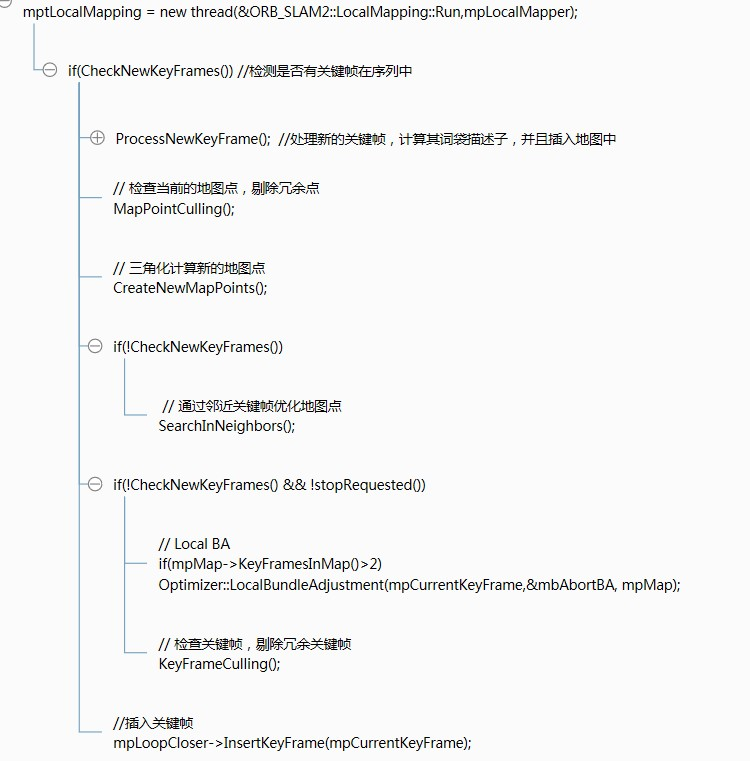 mptLocalMapping = new thread(&ORB_SLAM2::LocalMapping::Run,mpLocalMapper);
if(CheckNewKeyFrames()) //检测是否有关键帧在序列中
ProcessNewKeyFrame(); //处理新的关键帧，计算其词袋描述子，并且插入地图中
// 检查当前的地图点，剔除冗余点
MapPointCulling();
// 三角化计算新的地图点
CreateNewMapPoints();
if(!CheckNewKeyFrames())
// 通过邻近关键帧优化地图点
SearchInNeighbors();
if(!CheckNewKeyFrames() && !stopRequested())
// Local BA
if(mpMap->KeyFramesInMap()>2)
Optimizer::LocalBundleAdjustment(mpCurrentKeyFrame,&mbAbortBA, mpMap);
// 检查关键帧，剔除冗余关键帧
KeyFrameCulling();
//插入关键帧
mpLoopCloser->InsertKeyFrame(mpCurrentKeyFrame);